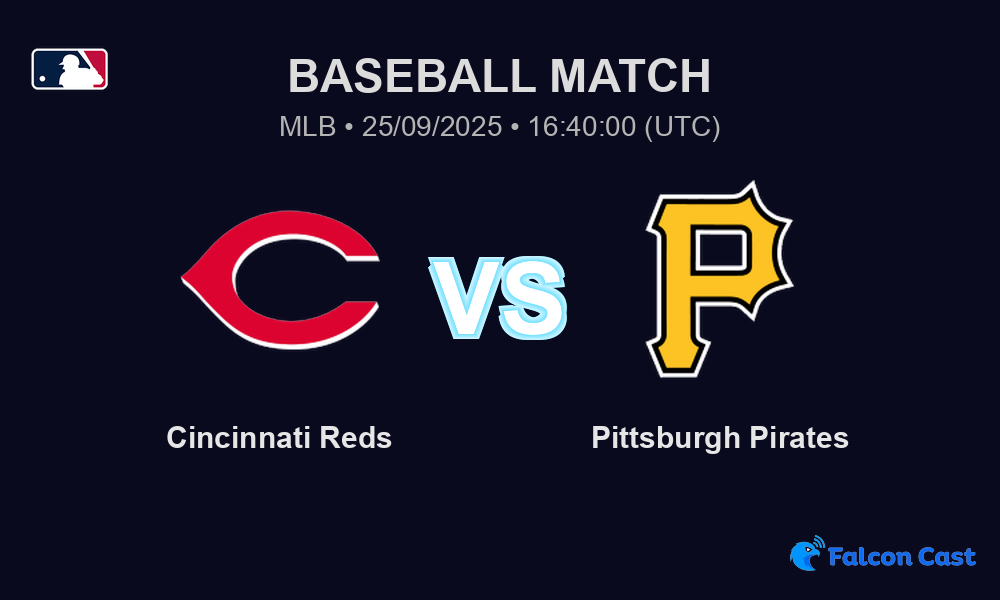 BASEBALL MATCH
MLB • 25/09/2025 • 16:40:00 (UTC)
VS
Cincinnati Reds
Pittsburgh Pirates
Falcon Cast